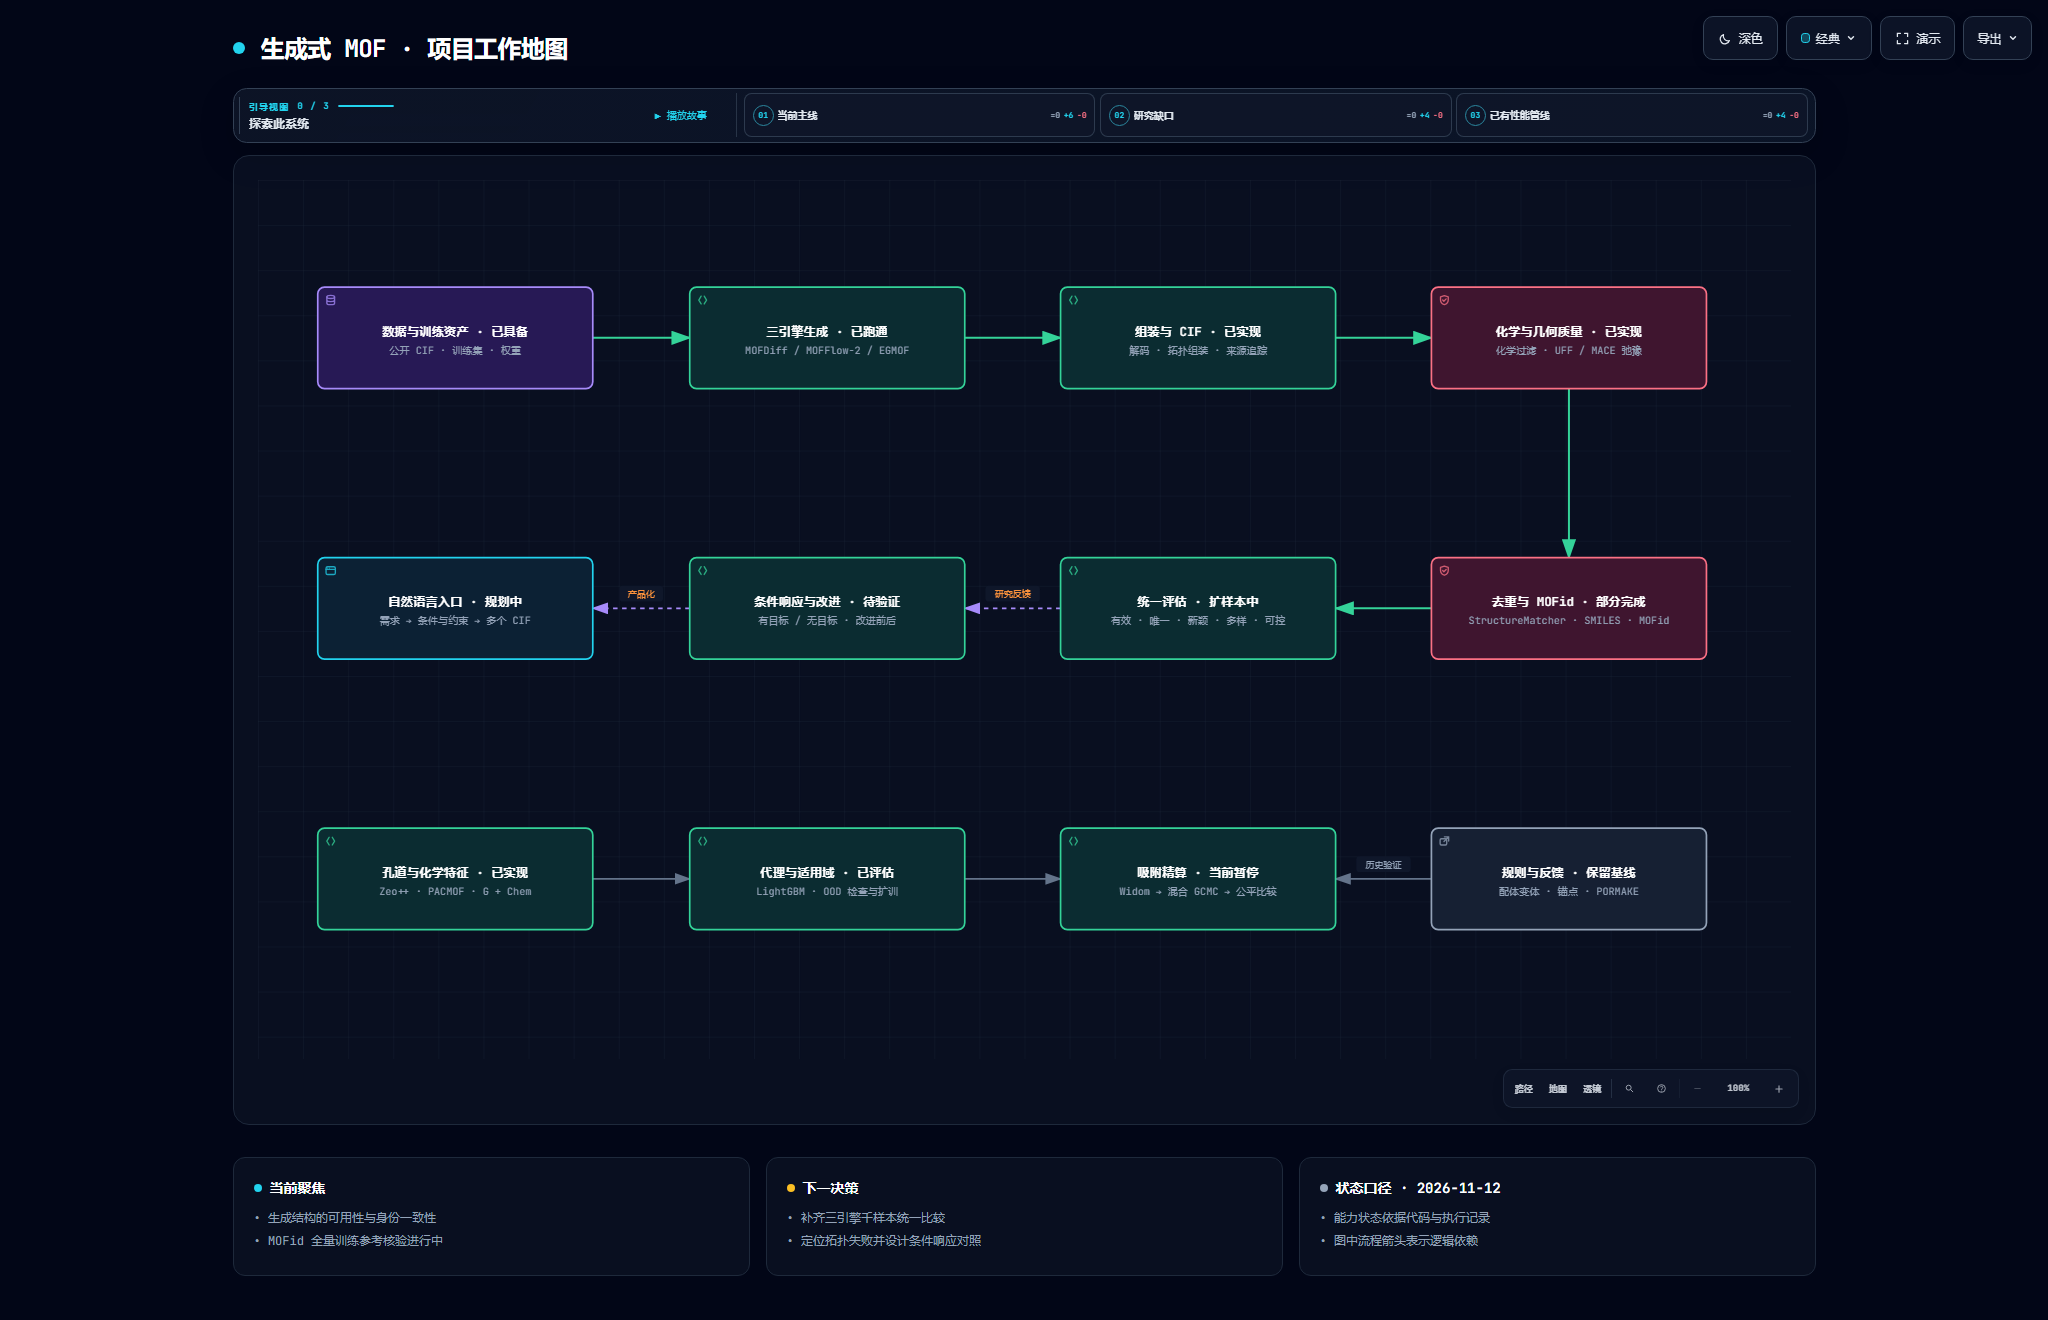 生成式 MOF · 项目工作地图
深色
经典
演示
导出
引导视图 0 / 3
探索此系统
▶ 播放故事
01 当前主线 =0 +6 -0
02 研究缺口 =0 +4 -0
03 已有性能管线 =0 +4 -0
数据与训练资产 · 已具备
公开 CIF · 训练集 · 权重
三引擎生成 · 已跑通
MOFDiff / MOFFlow-2 / EGMOF
组装与 CIF · 已实现
解码 · 拓扑组装 · 来源追踪
化学与几何质量 · 已实现
化学过滤 · UFF / MACE 弛豫
自然语言入口 · 规划中
需求 → 条件与约束 → 多个 CIF
产品化
条件响应与改进 · 待验证
有目标 / 无目标 · 改进前后
研究反馈
统一评估 · 扩样本中
有效 · 唯一 · 新颖 · 多样 · 可控
去重与 MOFid · 部分完成
StructureMatcher · SMILES · MOFid
孔道与化学特征 · 已实现
Zeo++ · PACMOF · G + Chem
代理与适用域 · 已评估
LightGBM · OOD 检查与扩训
吸附精算 · 当前暂停
Widom → 混合 GCMC → 公平比较
历史验证
规则与反馈 · 保留基线
配体变体 · 锚点 · PORMAKE
路径 地图 透镜 − 100% +
当前聚焦
• 生成结构的可用性与身份一致性
• MOFid 全量训练参考核验进行中
下一决策
• 补齐三引擎千样本统一比较
• 定位拓扑失败并设计条件响应对照
状态口径 · 2026-11-12
• 能力状态依据代码与执行记录
• 图中流程箭头表示逻辑依赖